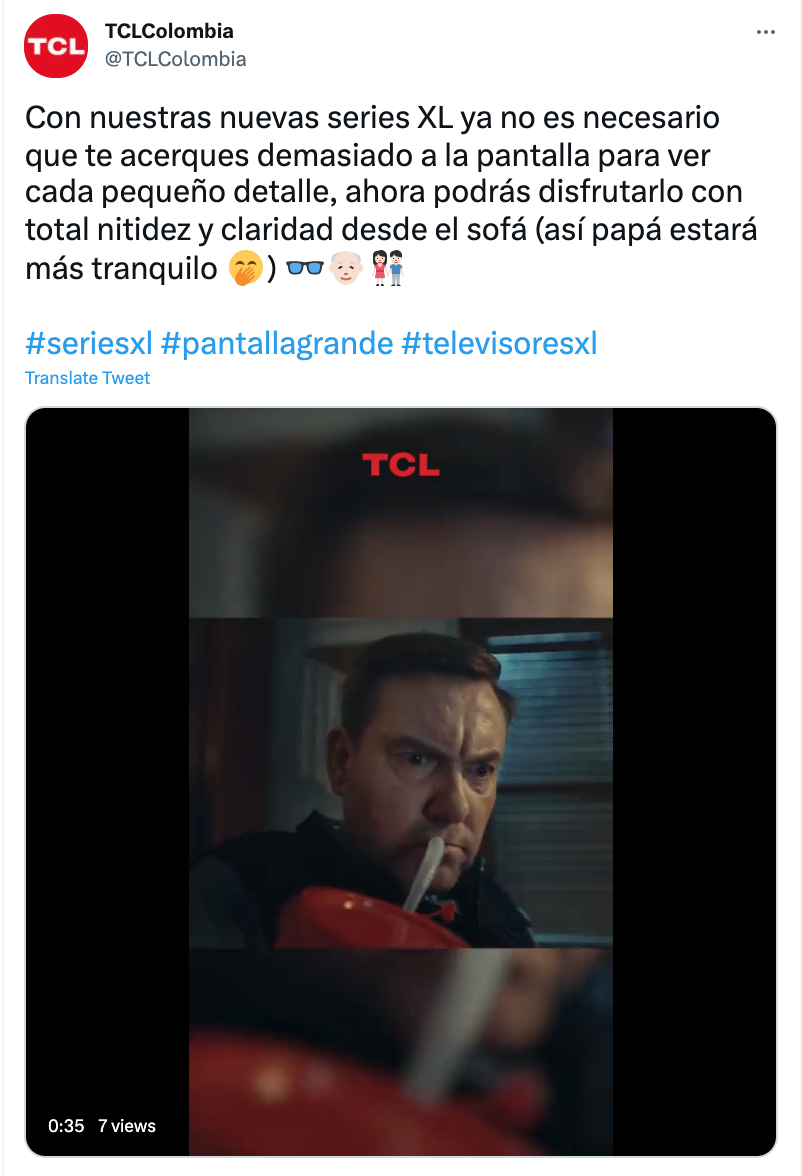 TCL
TCLColombia
@TCLColombia
Con nuestras nuevas series XL ya no es necesario
que te acerques demasiado a la pantalla para ver
cada pequeño detalle, ahora podrás disfrutarlo con
total nitidez y claridad desde el sofá (así papá estará
más tranquilo 🤭) 👓👴🏻👫🏻
#seriesxl #pantallagrande #televisoresxl
Translate Tweet
TCL
0:35 7 views